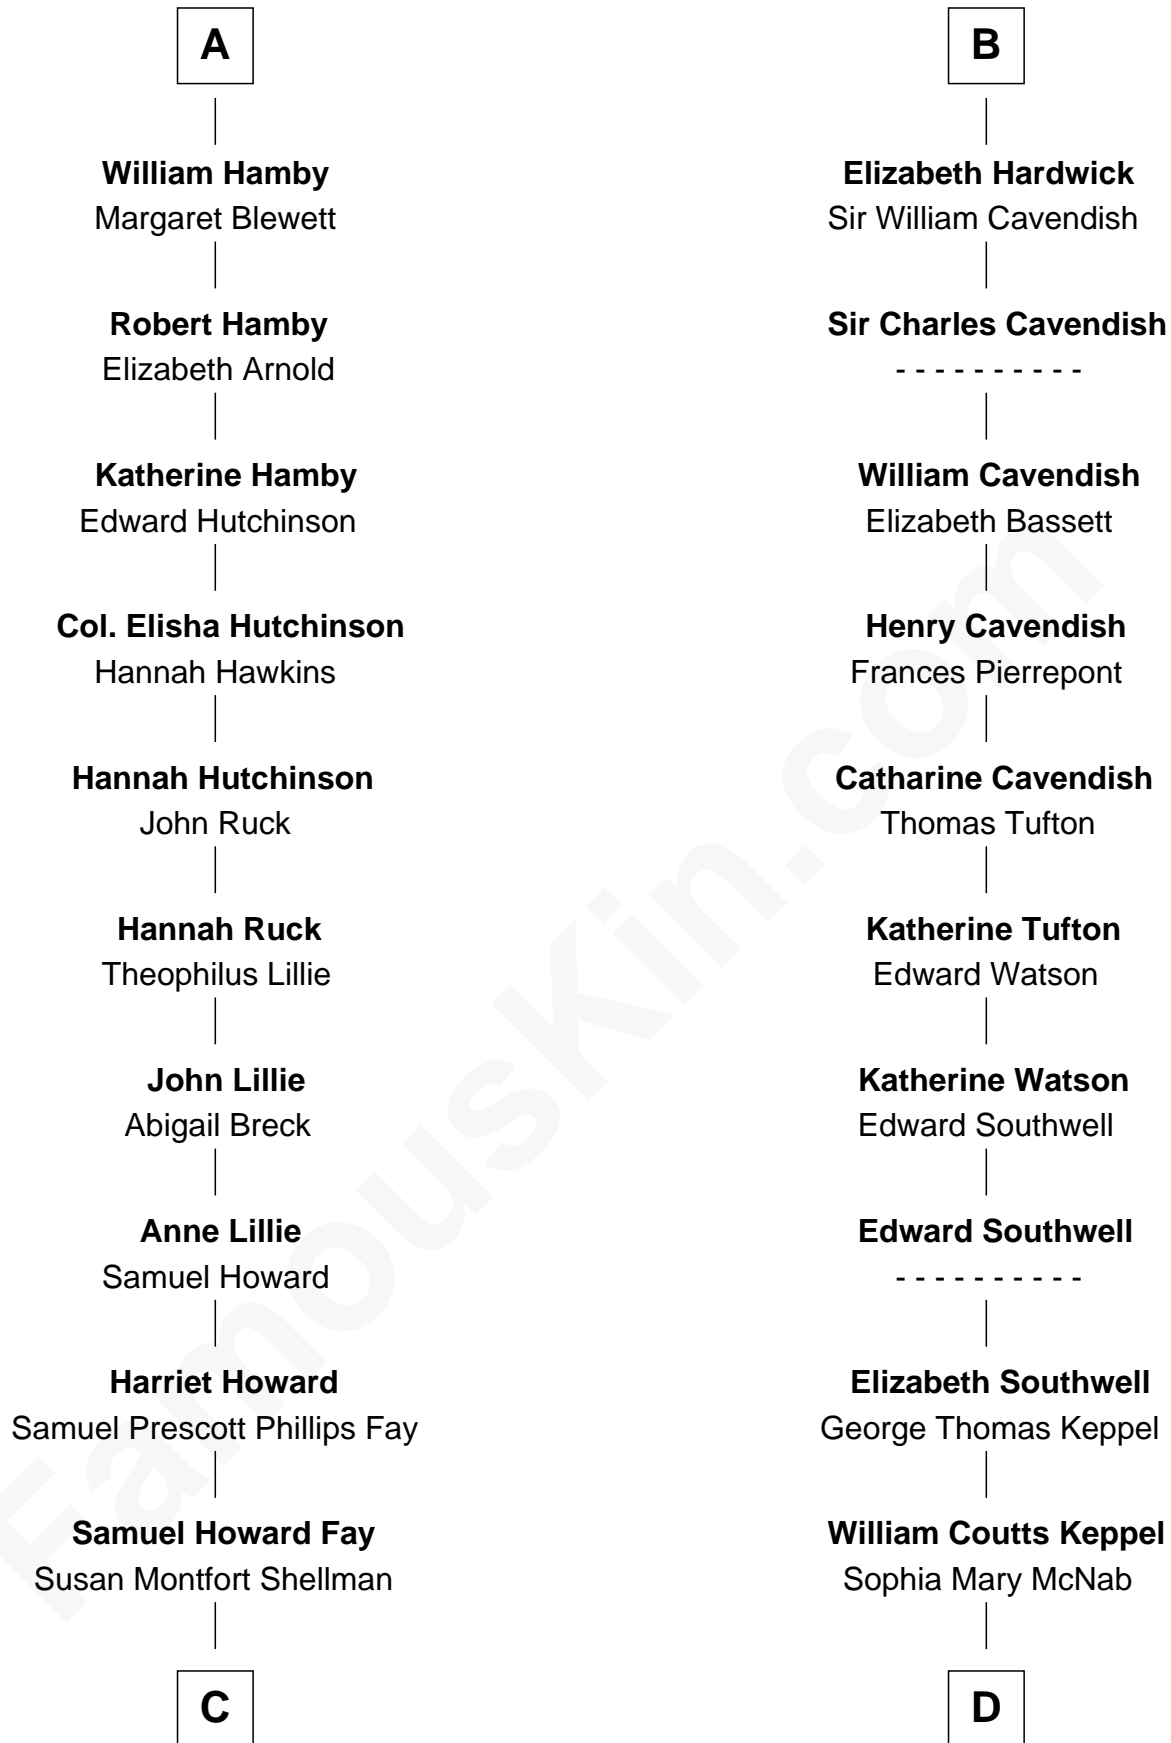 A
William Hamby
Margaret Blewett
Robert Hamby
Elizabeth Arnold
Katherine Hamby
Edward Hutchinson
Col. Elisha Hutchinson
Hannah Hawkins
Hannah Hutchinson
John Ruck
Hannah Ruck
Theophilus Lillie
John Lillie
Abigail Breck
Anne Lillie
Samuel Howard
Harriet Howard
Samuel Prescott Phillips Fay
Samuel Howard Fay
Susan Montfort Shellman
C
B
Elizabeth Hardwick
Sir William Cavendish
Sir Charles Cavendish
- - - - - - - - - -
William Cavendish
Elizabeth Bassett
Henry Cavendish
Frances Pierrepont
Catharine Cavendish
Thomas Tufton
Katherine Tufton
Edward Watson
Katherine Watson
Edward Southwell
Edward Southwell
- - - - - - - - - -
Elizabeth Southwell
George Thomas Keppel
William Coutts Keppel
Sophia Mary McNab
D
FamousKin.com